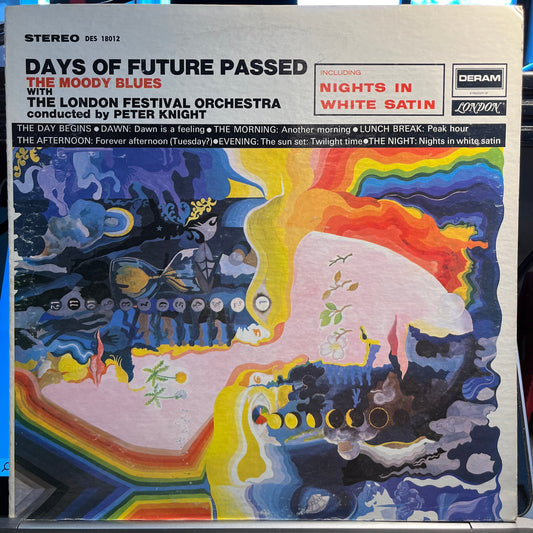 STEREO DES 18012
DAYS OF FUTURE PASSED
THE MOODY BLUES
WITH
THE LONDON FESTIVAL ORCHESTRA
conducted by PETER KNIGHT
INCLUDING
NIGHTS IN
WHITE SATIN
DERAM
LONDON
THE DAY BEGINS ● DAWN: Dawn is a feeling ● THE MORNING: Another morning ● LUNCH BREAK: Peak hour
THE AFTERNOON: Forever afternoon (Tuesday?) ● EVENING: The sun set: Twilight time ● THE NIGHT: Nights in white satin